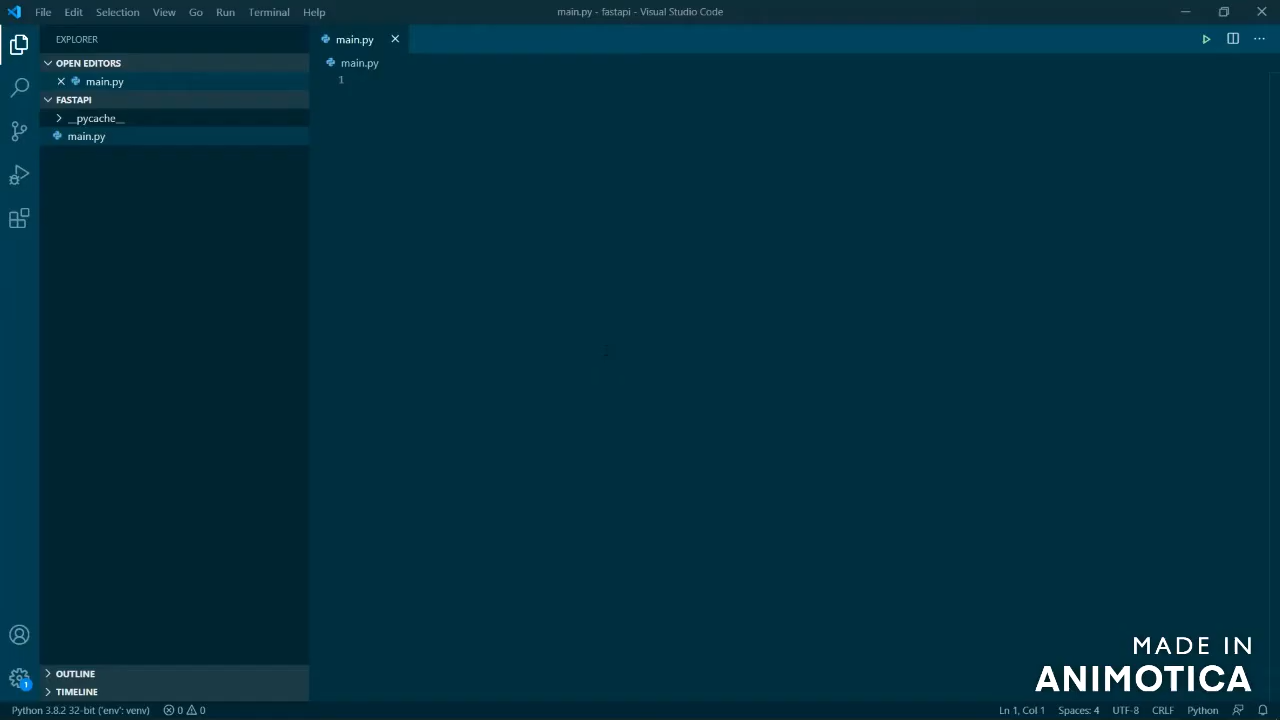 File Edit Selection View Go Run Terminal Help
main.py - fastapi - Visual Studio Code
EXPLORER
OPEN EDITORS
main.py
FASTAPI
__pycache__
main.py
OUTLINE
TIMELINE
main.py
main.py
1
MADE IN
ANIMOTICA
1
Python 3.8.2 32-bit ('env': venv) 0 0
Ln 1, Col 1 Spaces: 4 UTF-8 CRLF Python